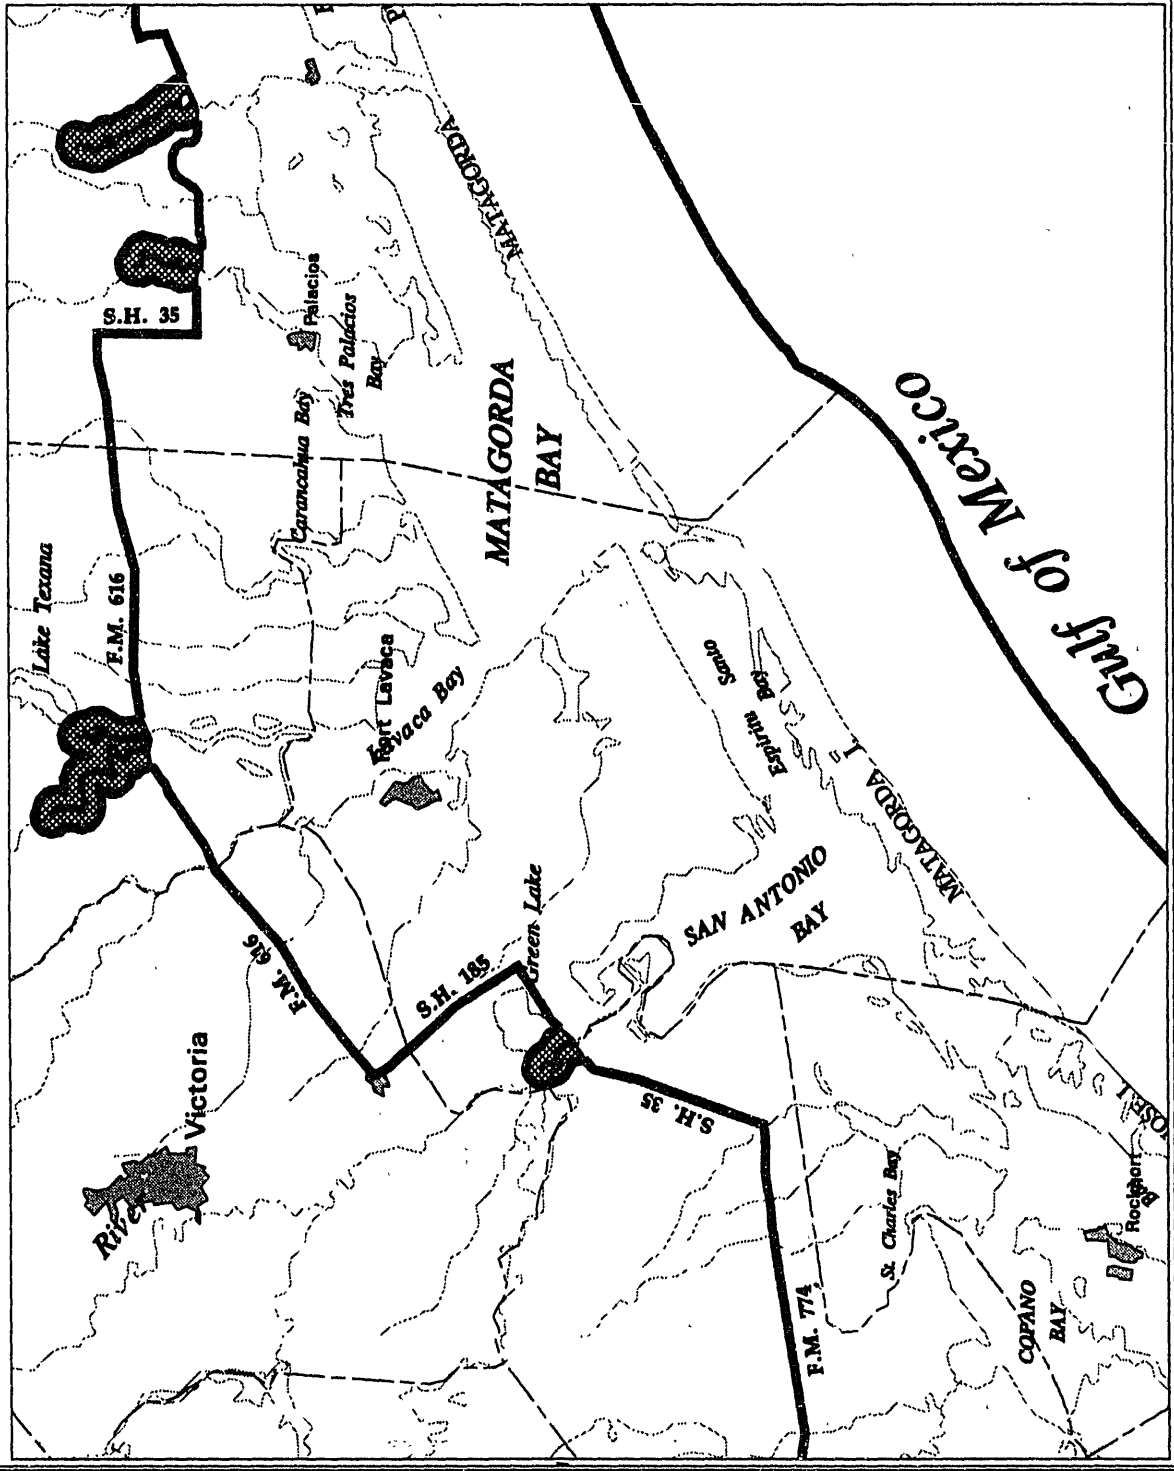 MATAGORDA
MATAGORDA
S.H. 35
Palacios
Tres Palacios
Bay
Carancahua Bay
MATAGORDA
BAY
Gulf of Mexico
Lake Texana
F.M. 616
Port Lavaca
Lavaca Bay
Santo
Espiritu Bay
MATAGORDA I.
SAN ANTONIO
BAY
Green Lake
S.H. 185
F.M. 616
Victoria
River
S.H. 35
St. Charles Bay
F.M. 774
COPANO
BAY
Rockport